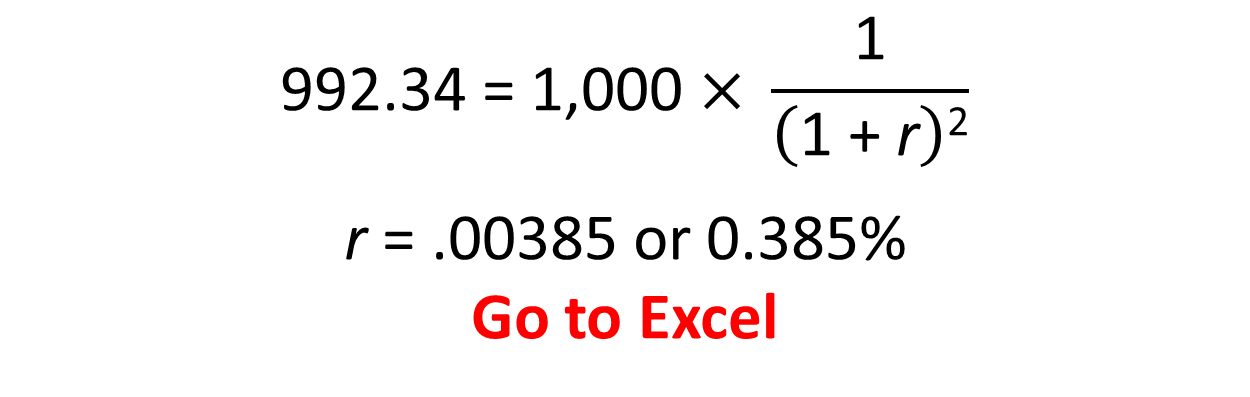 992.34 = 1,000 × 1/(1 + r)²
r = .00385 or 0.385%
Go to Excel